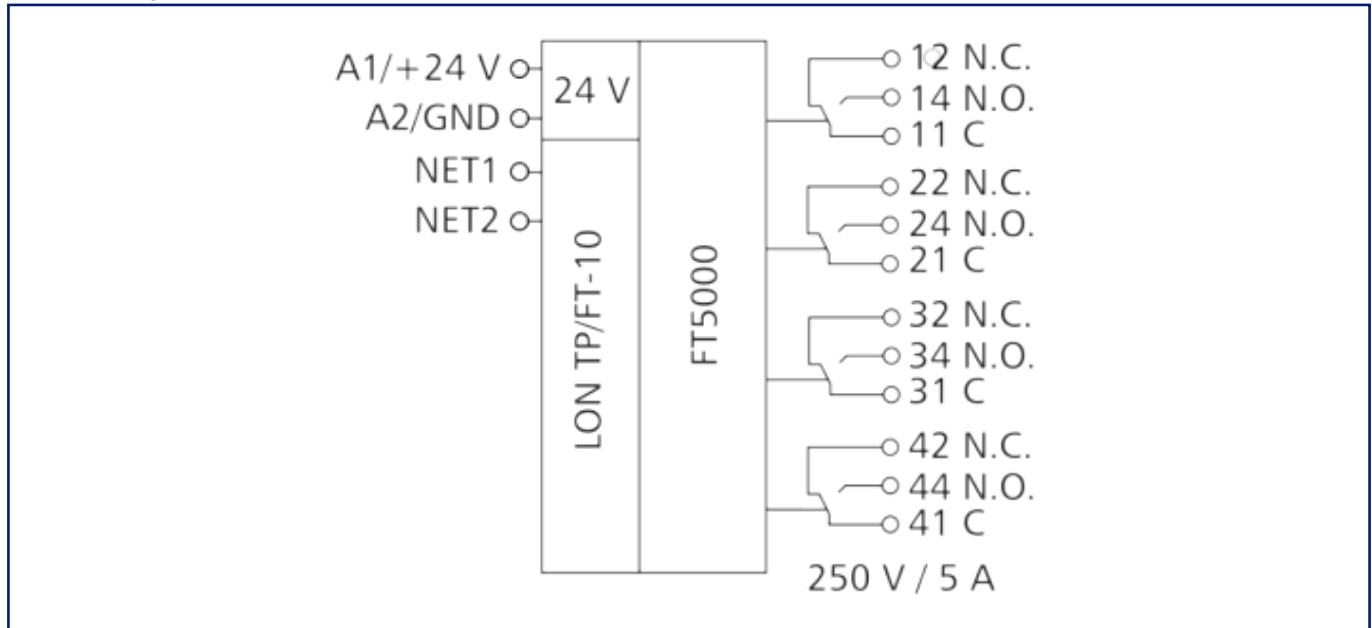 A1/+24 V
A2/GND
NET1
NET2
24 V
LON TP/FT-10
FT5000
12 N.C.
14 N.O.
11 C
22 N.C.
24 N.O.
21 C
32 N.C.
34 N.O.
31 C
42 N.C.
44 N.O.
41 C
250 V / 5 A